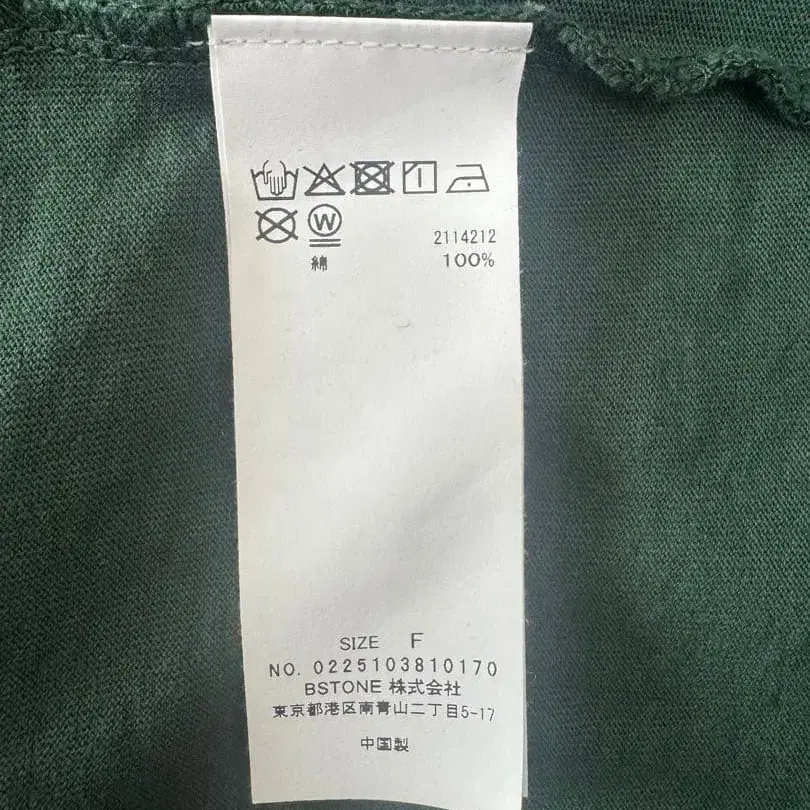 W
2114212
綿 100%
SIZE F
NO. 0225103810170
BSTONE 株式会社
東京都港区南青山二丁目5-17
中国製